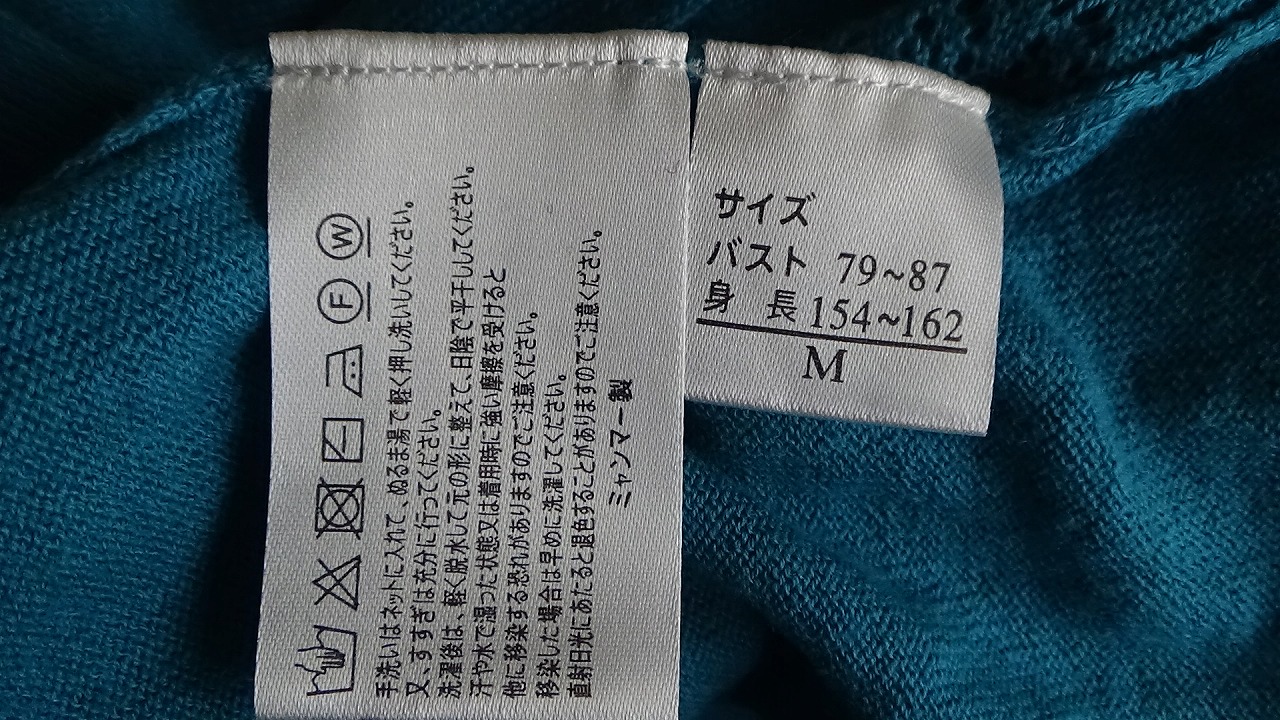 手洗いはネットに入れて、ぬるま湯で軽く押し洗いしてください。
又、すすぎは充分に行ってください。
洗濯後は、軽く脱水して元の形に整えて、日陰で平干ししてください。
汗や水で湿った状態又は着用時に強い摩擦を受けると
他に移染する恐れがありますのでご注意ください。
移染した場合は早めに洗濯してください。
直射日光にあたると退色することがありますのでご注意ください。
ミャンマー製
F
W
サイズ
バスト 79~87
身 長 154~162
M